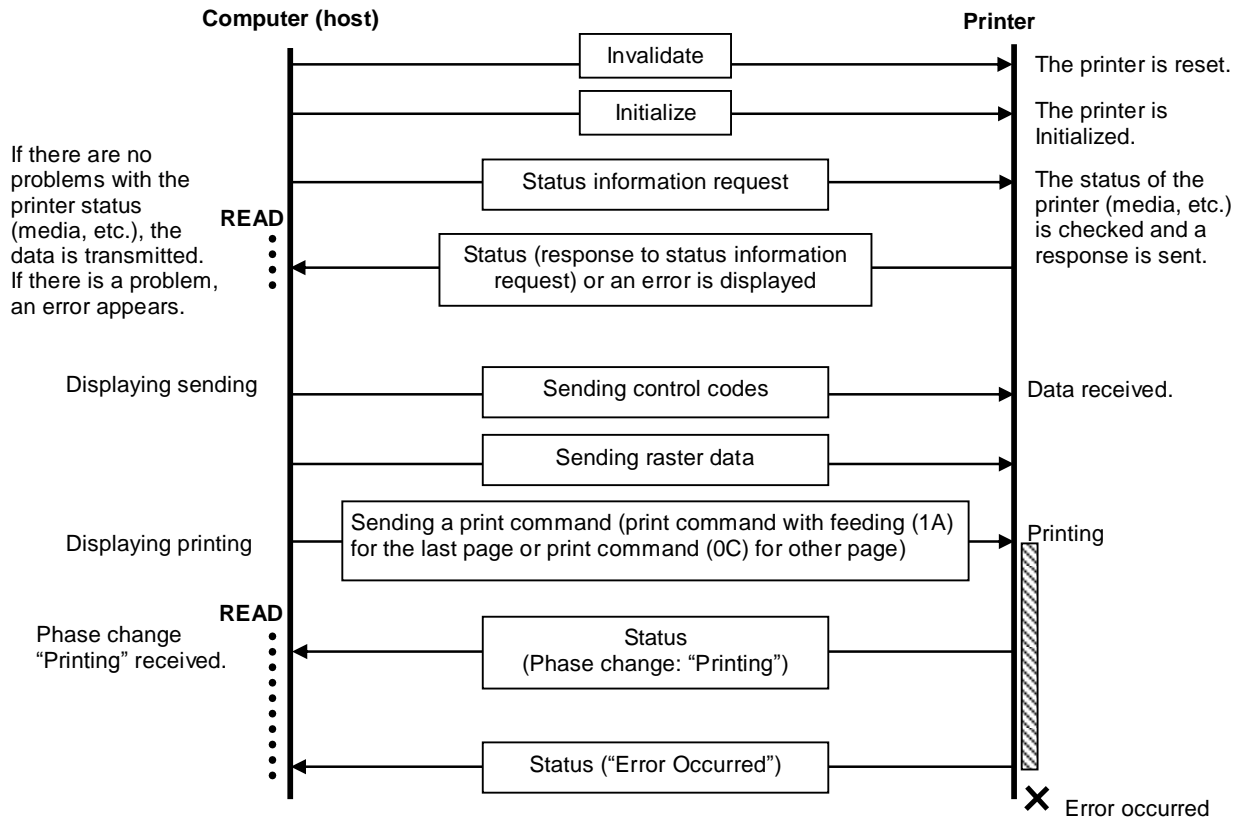 Computer (host)
Printer
Invalidate
The printer is reset.
Initialize
The printer is
Initialized.
If there are no
problems with the
printer status
(media, etc.), the
data is transmitted.
If there is a problem,
an error appears.
READ
Status information request
The status of the
printer (media, etc.)
is checked and a
response is sent.
Status (response to status information
request) or an error is displayed
Displaying sending
Sending control codes
Data received.
Sending raster data
Displaying printing
Sending a print command (print command with feeding (1A)
for the last page or print command (0C) for other page)
Printing
READ
Phase change
“Printing” received.
Status
(Phase change: “Printing”)
Status (“Error Occurred”)
Error occurred